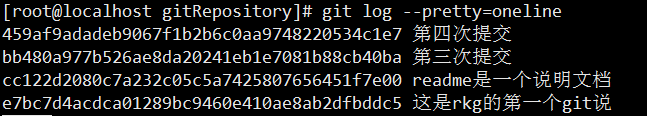 [root@localhost gitRepository]# git log --pretty=oneline
459af9adadeb9067f1b2b6c0aa9748220534c1e7 第四次提交
bb480a977b526ae8da20241eb1e7081b88cb40ba 第三次提交
cc122d2080c7a232c05c5a7425807656451f7e00 readme是一个说明文档
e7bc7d4acdca01289bc9460e410ae8ab2dfbddc5 这是rkg的第一个git说